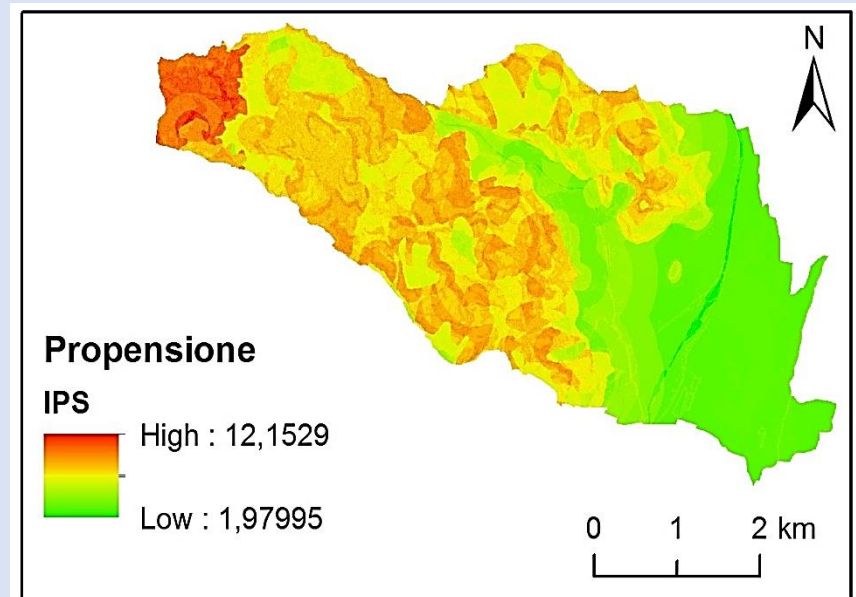 N
Propensione
IPS
High : 12,1529
Low : 1,97995
0 1 2 km